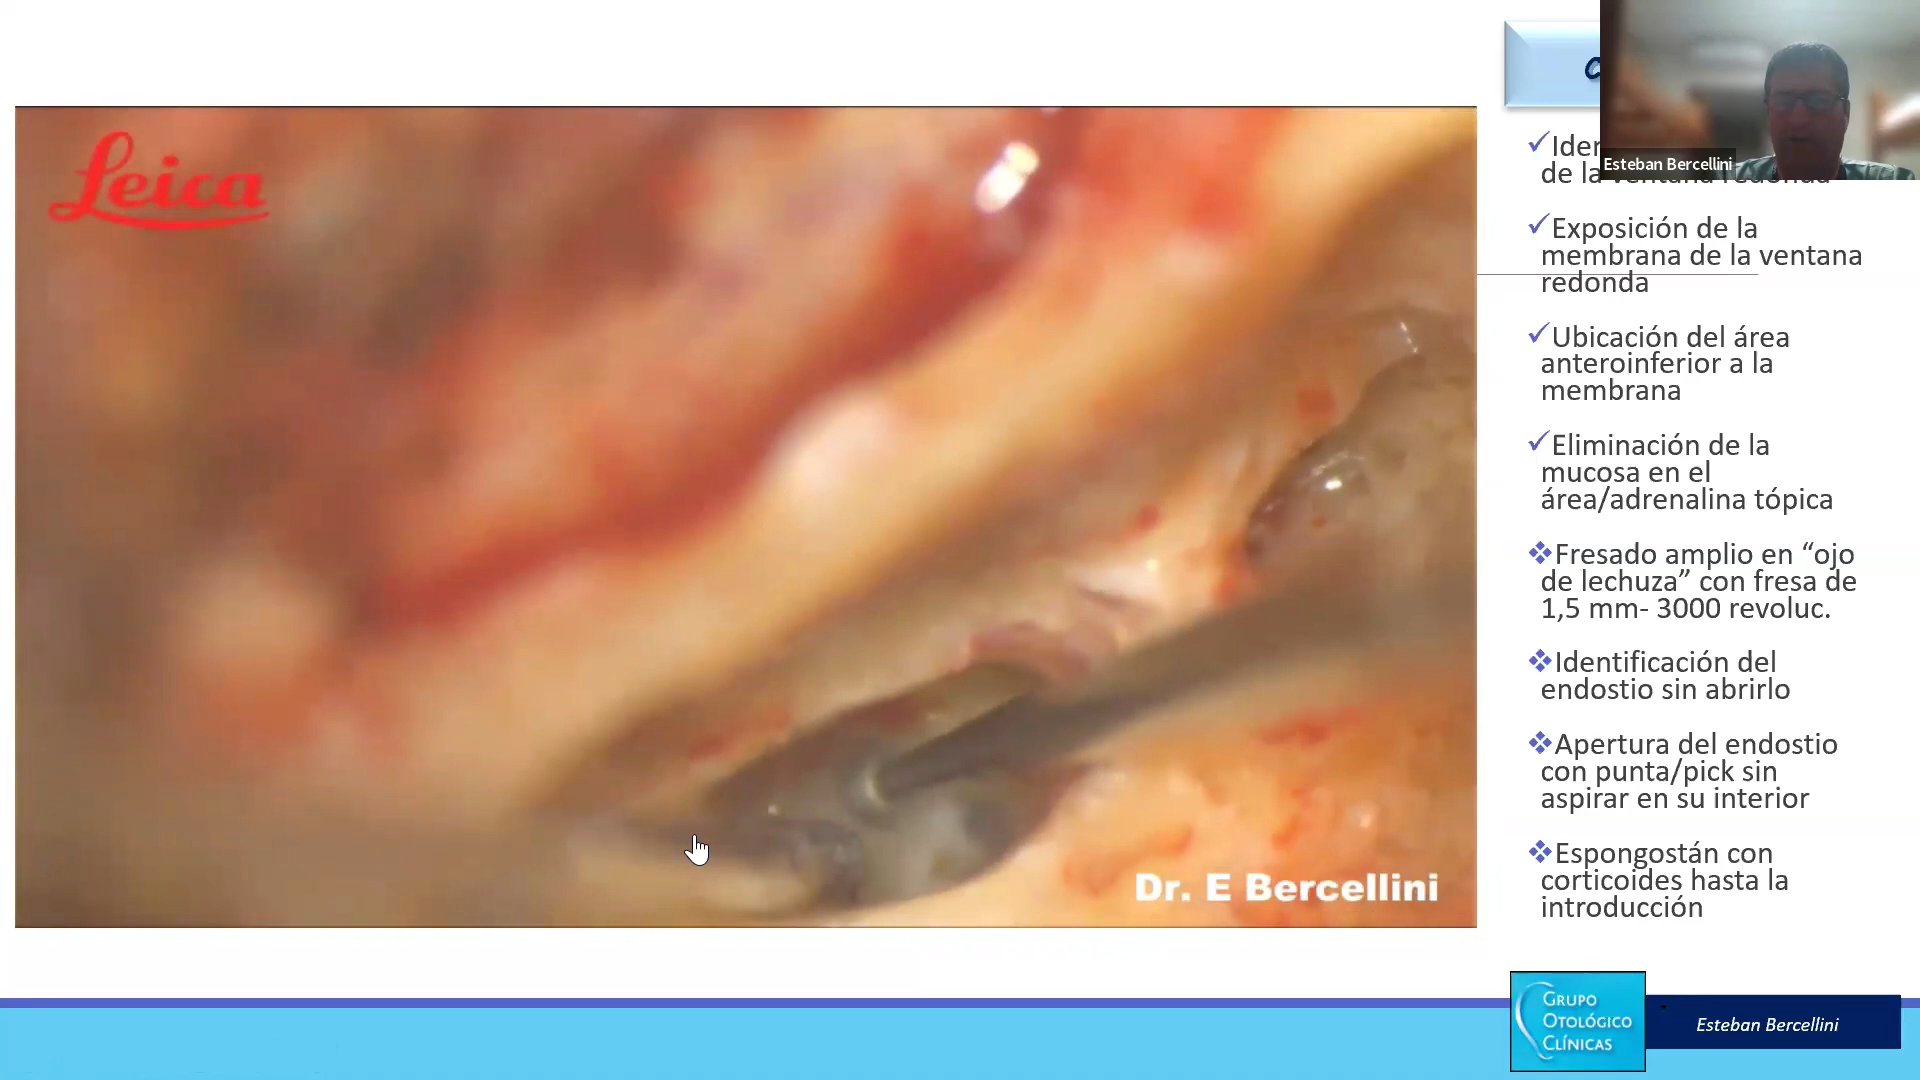 Leica
Dr. E Bercellini
Esteban Bercellini
de la ventana redonda
Exposición de la
membrana de la ventana
redonda
Ubicación del área
anteroinferior a la
membrana
Eliminación de la
mucosa en el
área/adrenalina tópica
Fresado amplio en “ojo
de lechuza” con fresa de
1,5 mm- 3000 revoluc.
Identificación del
endostio sin abrirlo
Apertura del endostio
con punta/pick sin
aspirar en su interior
Espongostán con
corticoides hasta la
introducción
GRUPO
OTOLÓGICO
CLÍNICAS
Esteban Bercellini